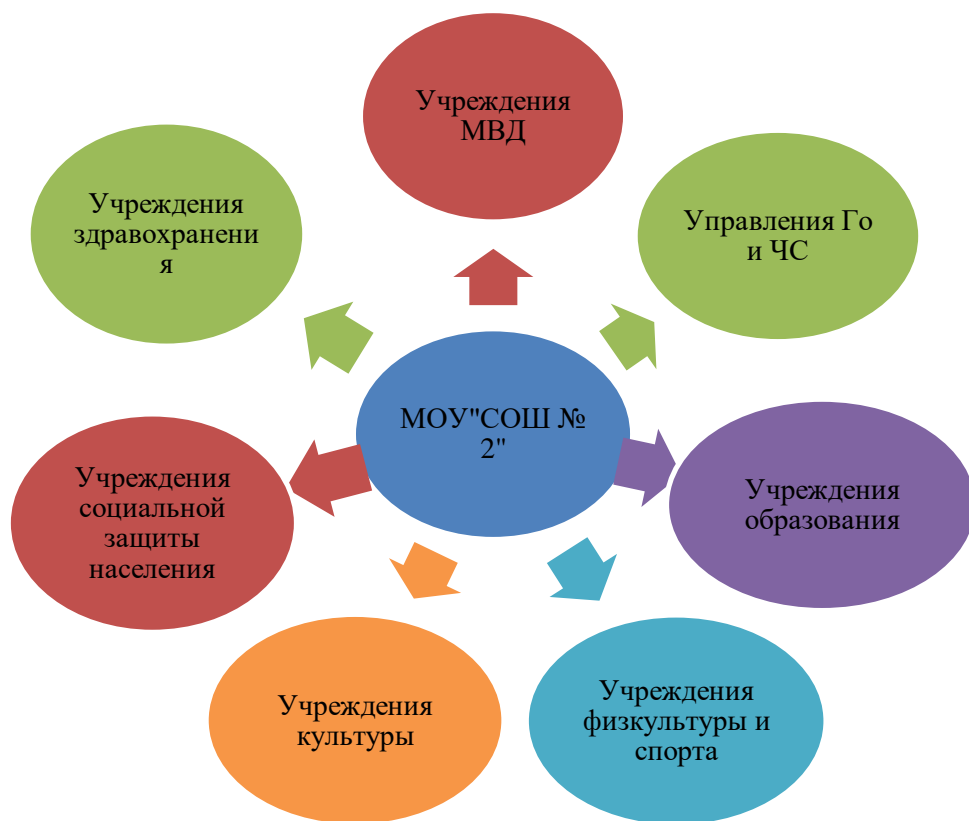 Учреждения
МВД
Учреждения
здравохранени
я
Управления Го
и ЧС
МОУ"СОШ №
2"
Учреждения
социальной
защиты
населения
Учреждения
образования
Учреждения
культуры
Учреждения
физкультуры и
спорта